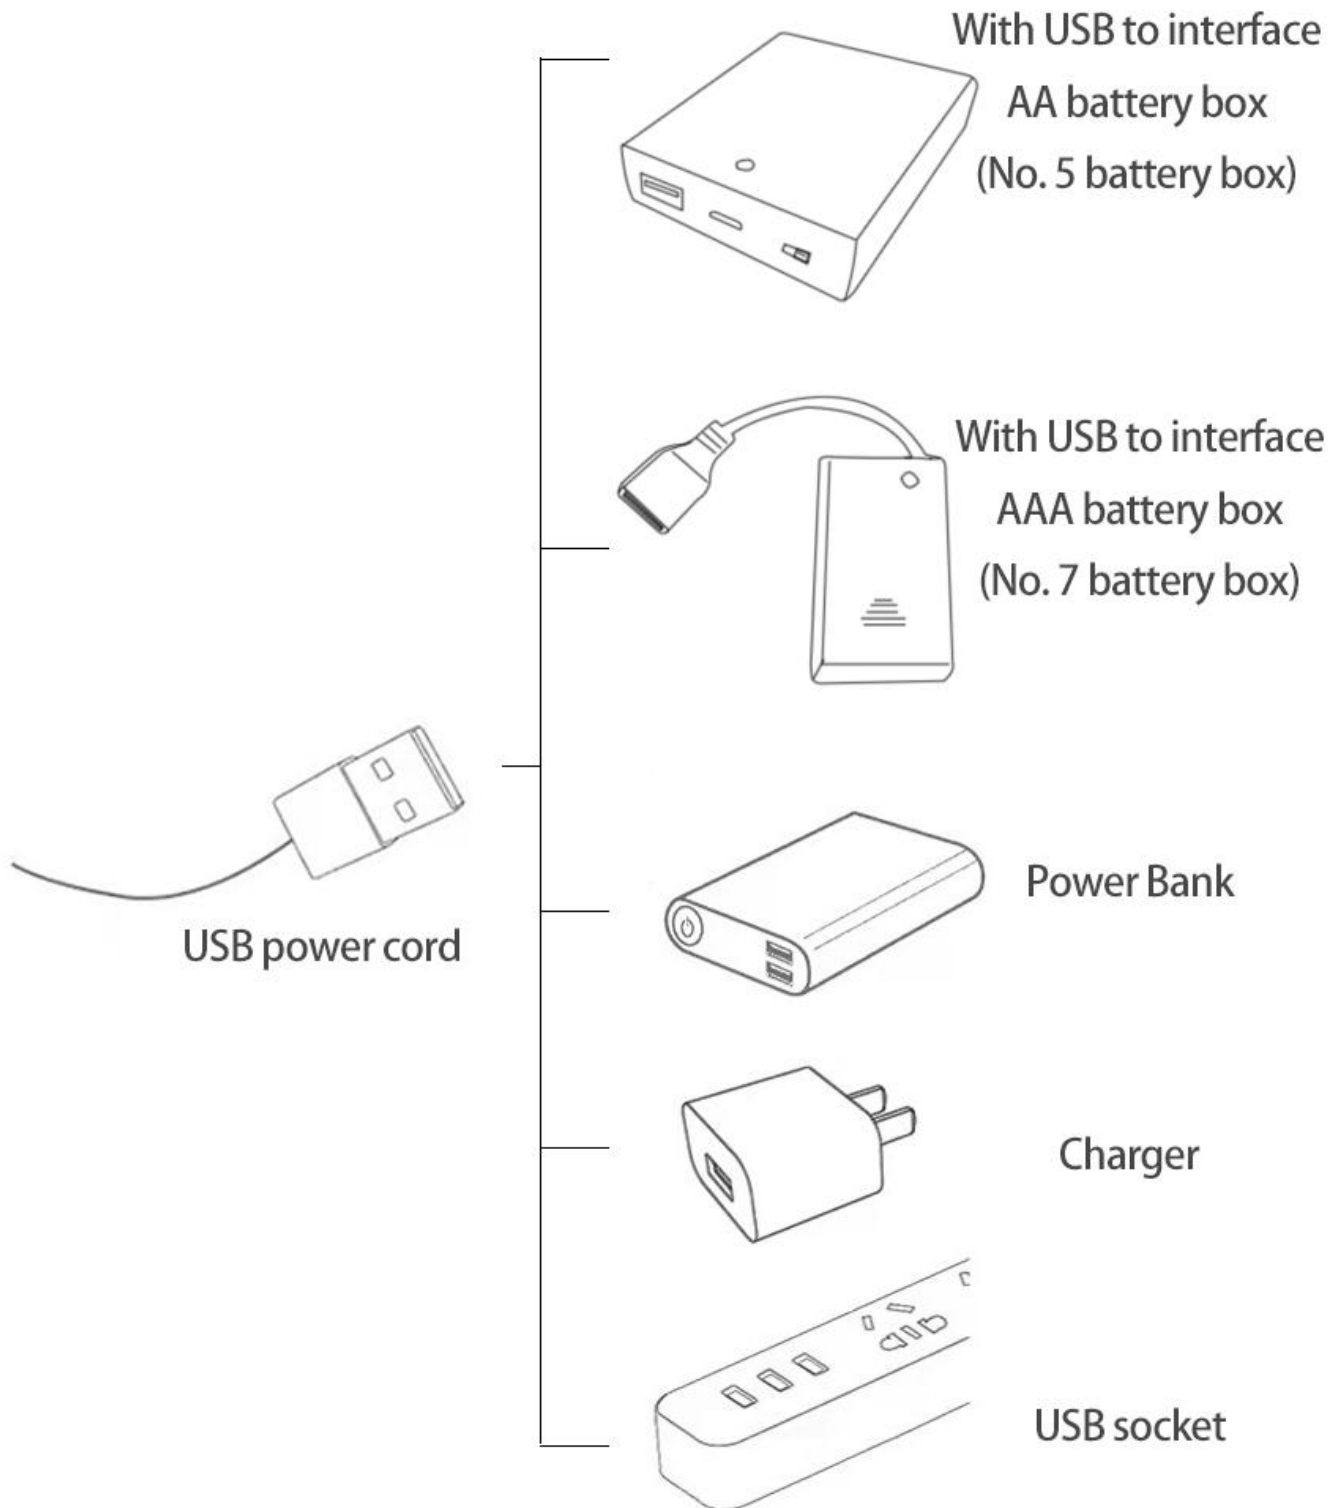 With USB to interface
AA battery box
(No. 5 battery box)
With USB to interface
AAA battery box
(No. 7 battery box)
USB power cord
Power Bank
Charger
USB socket